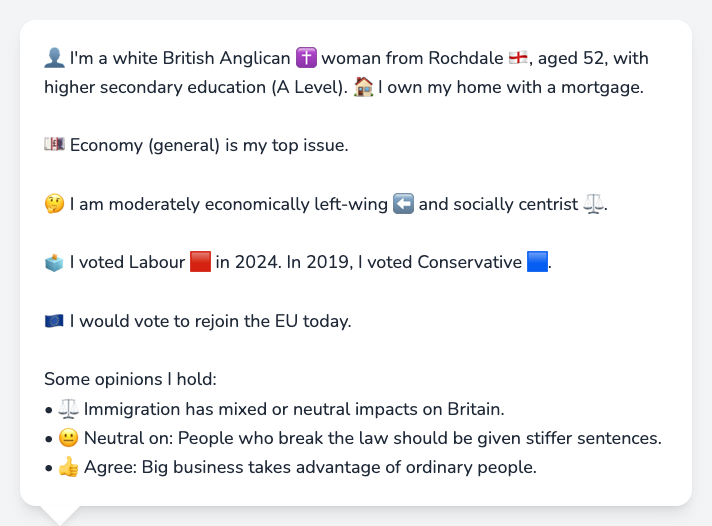 👤 I'm a white British Anglican ✝️ woman from Rochdale 🏴󠁧󠁢󠁥󠁮󠁧󠁿, aged 52, with
higher secondary education (A Level). 🏠 I own my home with a mortgage.
💷 Economy (general) is my top issue.
🤔 I am moderately economically left-wing ⬅️ and socially centrist ⚖️.
🗳️ I voted Labour 🟥 in 2024. In 2019, I voted Conservative 🟦.
🇪🇺 I would vote to rejoin the EU today.
Some opinions I hold:
• ⚖️ Immigration has mixed or neutral impacts on Britain.
• 😐 Neutral on: People who break the law should be given stiffer sentences.
• 👍 Agree: Big business takes advantage of ordinary people.